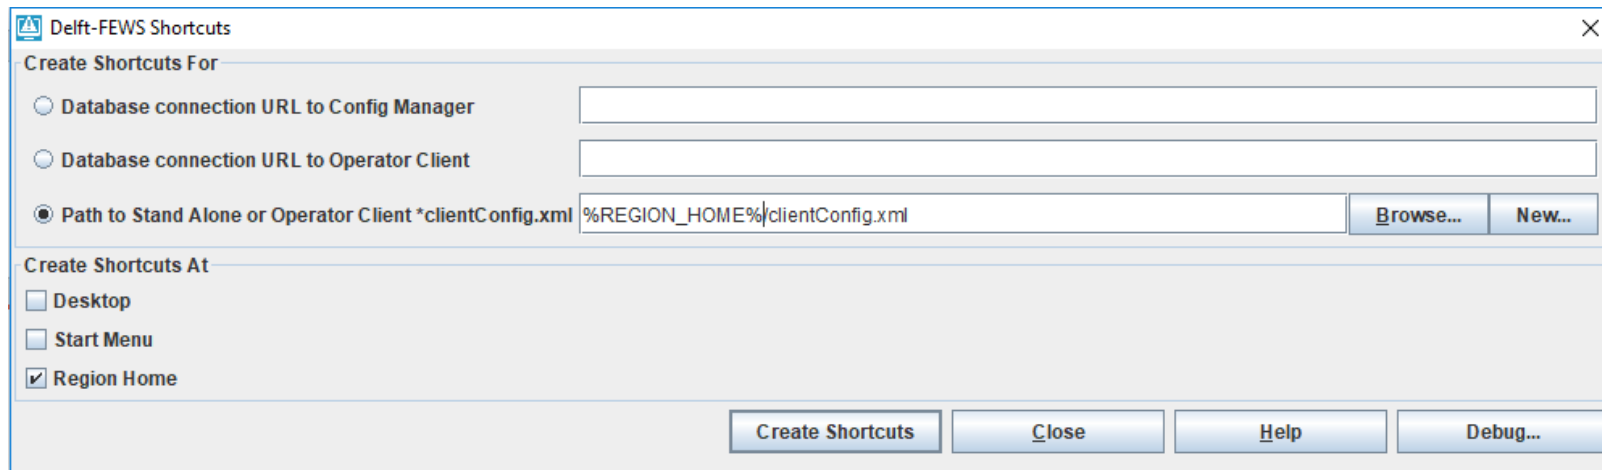 Delft-FEWS Shortcuts
Create Shortcuts For
Database connection URL to Config Manager
Database connection URL to Operator Client
Path to Stand Alone or Operator Client *clientConfig.xml %REGION_HOME%/clientConfig.xml Browse... New...
Create Shortcuts At
Desktop
Start Menu
Region Home
Create Shortcuts Close Help Debug...